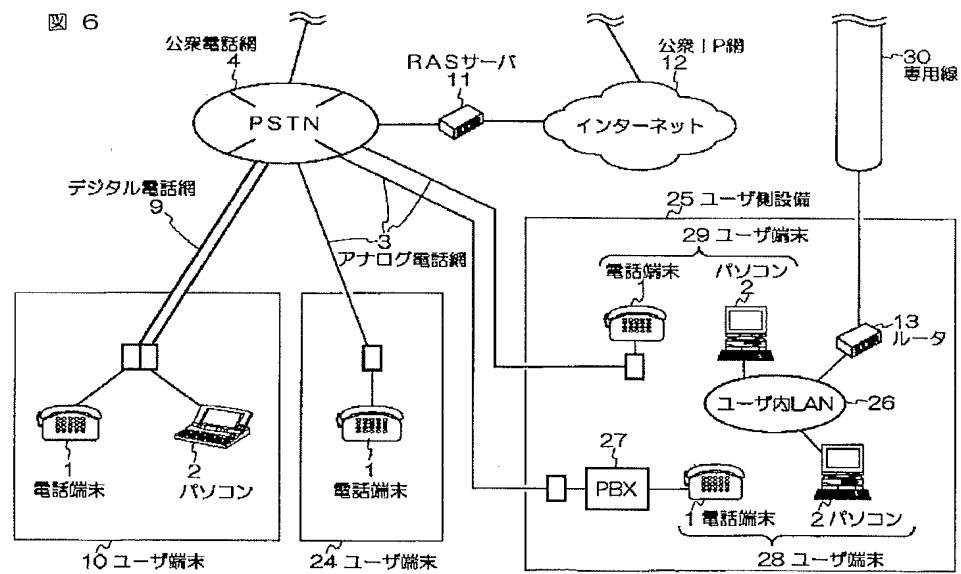 図 6
公衆電話網
4
PSTN
RASサーバ
11
公衆IP網
12
インターネット
30
専用線
デジタル電話網
9
3
アナログ電話網
25 ユーザ側設備
29 ユーザ端末
電話端末
1
パソコン
2
13
ルータ
ユーザ内LAN
26
27
PBX
1 電話端末
2 パソコン
28 ユーザ端末
1
電話端末
2
パソコン
10 ユーザ端末
1
電話端末
24 ユーザ端末